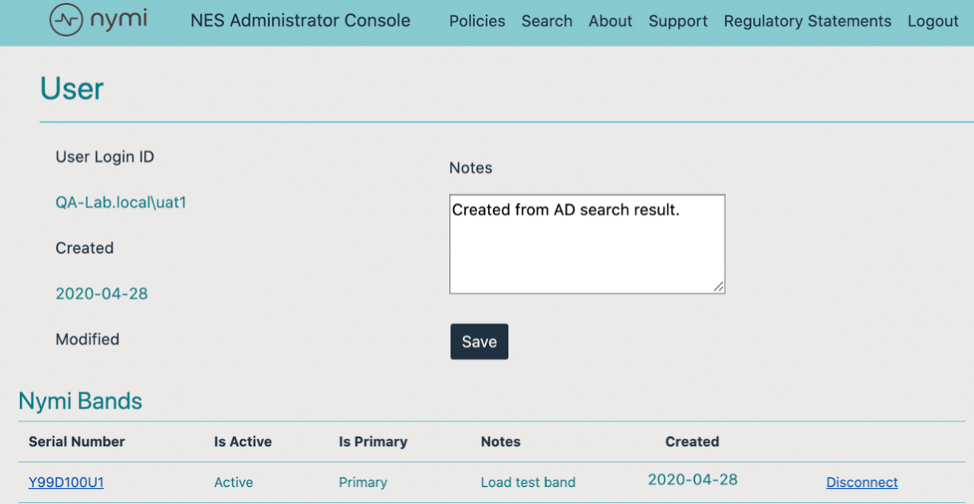 nymi NES Administrator Console Policies Search About Support Regulatory Statements Logout
User
User Login ID
QA-Lab.local\uat1
Created
2020-04-28
Modified
Notes
Created from AD search result.
Save
Nymi Bands
Serial Number Is Active Is Primary Notes Created
Y99D100U1 Active Primary Load test band 2020-04-28 Disconnect